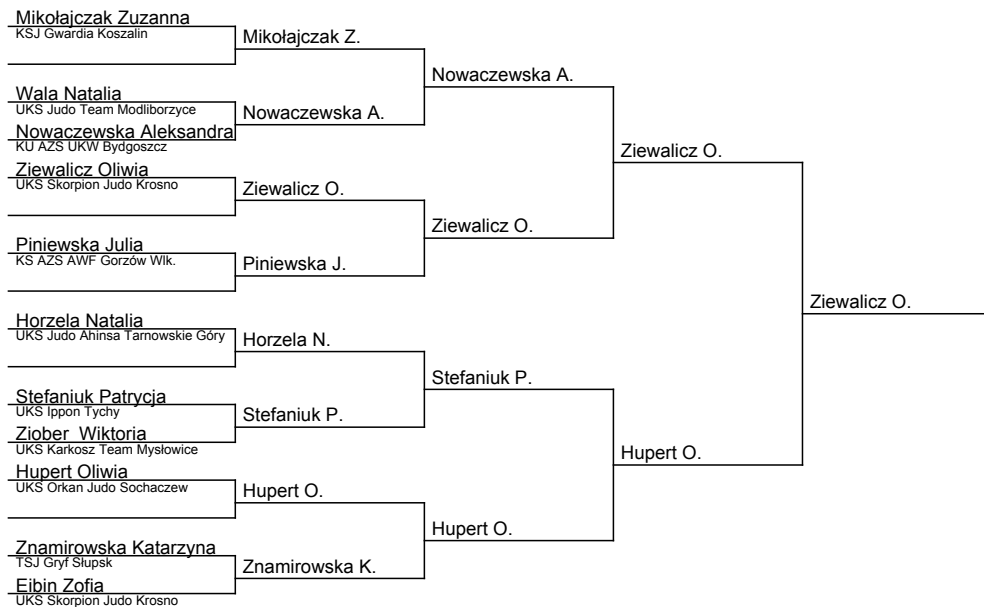 Mikołajczak Zuzanna
KSJ Gwardia Koszalin
Wala Natalia
UKS Judo Team Modliborzyce
Nowaczewska Aleksandra
KU AZS UKW Bydgoszcz
Ziewalicz Oliwia
UKS Skorpion Judo Krosno
Piniewska Julia
KS AZS AWF Gorzów Wlk.
Horzela Natalia
UKS Judo Ahinsa Tarnowskie Góry
Stefaniuk Patrycja
UKS Ippon Tychy
Ziober  Wiktoria
UKS Karkosz Team Mysłowice
Hupert Oliwia
UKS Orkan Judo Sochaczew
Znamirowska Katarzyna
TSJ Gryf Słupsk
Eibin Zofia
UKS Skorpion Judo Krosno
Mikołajczak Z.
Nowaczewska A.
Ziewalicz O.
Piniewska J.
Horzela N.
Stefaniuk P.
Hupert O.
Znamirowska K.
Nowaczewska A.
Ziewalicz O.
Stefaniuk P.
Hupert O.
Ziewalicz O.
Hupert O.
Ziewalicz O.